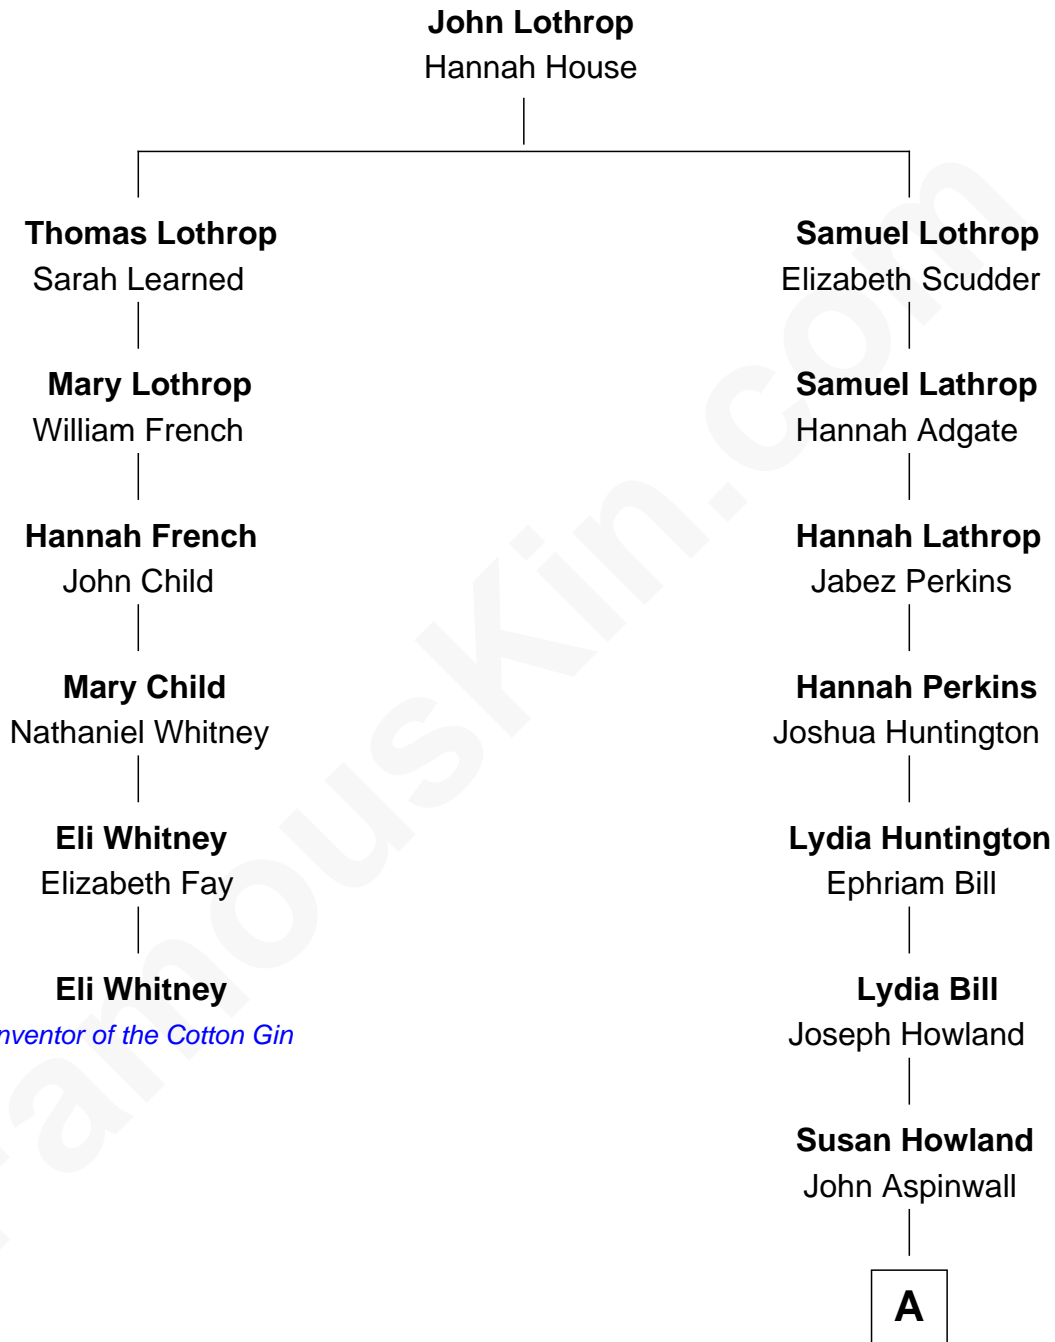 John Lothrop
Hannah House
Thomas Lothrop
Sarah Learned
Samuel Lothrop
Elizabeth Scudder
Mary Lothrop
William French
Samuel Lathrop
Hannah Adgate
Hannah French
John Child
Hannah Lathrop
Jabez Perkins
Mary Child
Nathaniel Whitney
Hannah Perkins
Joshua Huntington
Eli Whitney
Elizabeth Fay
Lydia Huntington
Ephriam Bill
Eli Whitney
nventor of the Cotton Gin
Lydia Bill
Joseph Howland
Susan Howland
John Aspinwall
A
FamousKin.com